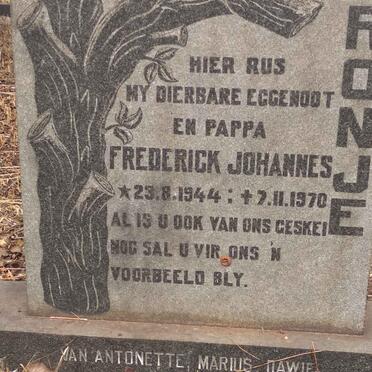 RONJE
HIER RUS
MY DIERBARE EGGENOOT
EN PAPPA
FREDERICK JOHANNES
★23.8.1944 : ✝7.11.1970
AL IS U OOK VAN ONS GESKEI
NOG SAL U VIR ONS 'N
VOORBEELD BLY.
VAN ANTONETTE, MARIUS, DAWIE